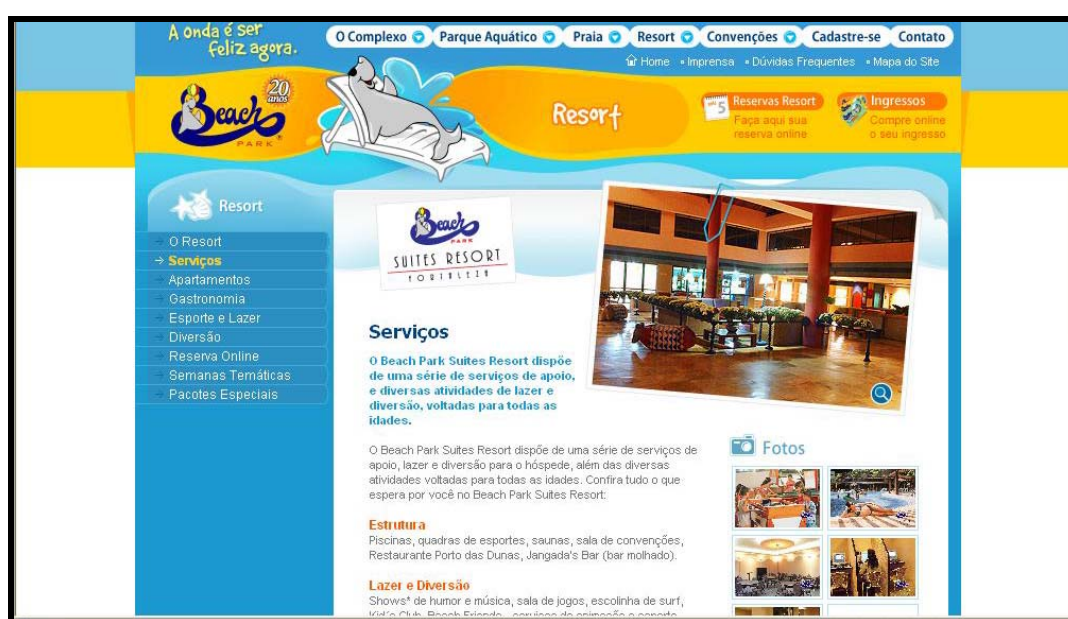 A onda é ser
feliz agora.
O Complexo Parque Aquático Praia Resort Convenções Cadastre-se Contato
Home Imprensa Dúvidas Frequentes Mapa do Site
20
anos
Beach
PARK
Resort
5
Reservas Resort
Faça aqui sua
reserva online
Ingressos
Compre online
o seu ingresso
Resort
O Resort
Serviços
Apartamentos
Gastronomia
Esporte e Lazer
Diversão
Reserva Online
Semanas Temáticas
Pacotes Especiais
Beach
PARK
SUITES RESORT
FORTALEZA
Serviços
O Beach Park Suites Resort dispõe
de uma série de serviços de apoio,
e diversas atividades de lazer e
diversão, voltadas para todas as
idades.
O Beach Park Suites Resort dispõe de uma série de serviços de
apoio, lazer e diversão para o hóspede, além das diversas
atividades voltadas para todas as idades. Confira tudo o que
espera por você no Beach Park Suites Resort:
Estrutura
Piscinas, quadras de esportes, saunas, sala de convenções,
Restaurante Porto das Dunas, Jangada's Bar (bar molhado).
Lazer e Diversão
Shows* de humor e música, sala de jogos, escolinha de surf,
Kid´s Club, Beach Friends
Fotos